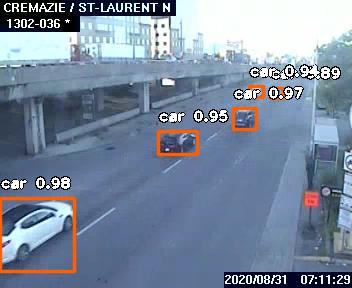 CREMAZIE / ST-LAURENT N
1302-036 *
car 0.94
0.89
car 0.97
car 0.95
car 0.98
2020/08/31 07:11:29